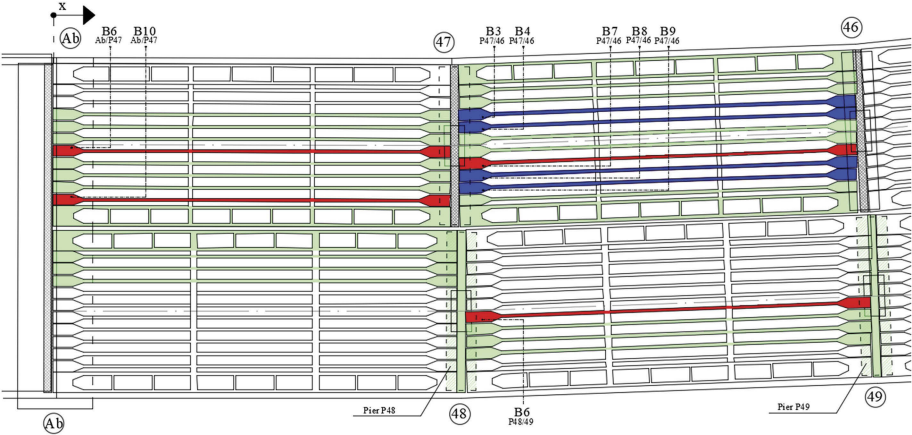 x
Ab
B6
Ab/P47
B10
Ab/P47
47
B3
P47/46
B4
P47/46
B7
P47/46
B8
P47/46
B9
P47/46
46
Pier P48
Ab
48
B6
P48/49
Pier P49
49